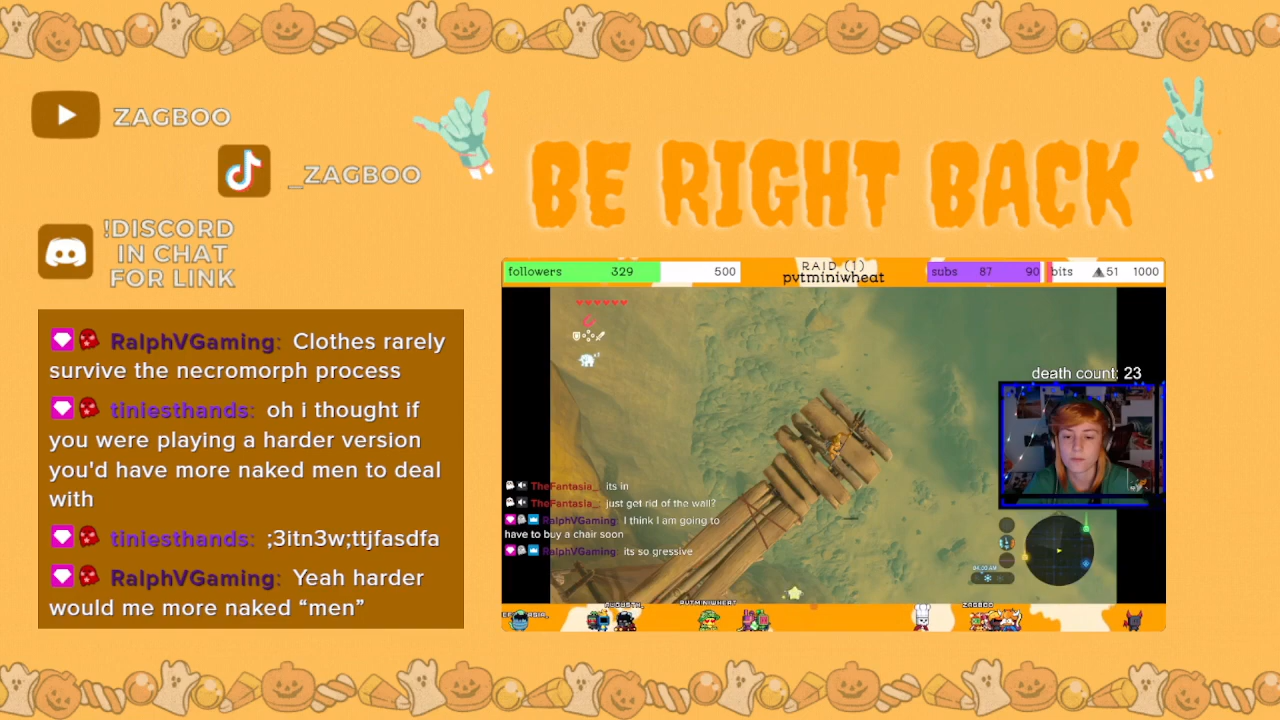 ZAGBOO
_ZAGBOO
!DISCORD
IN CHAT
FOR LINK
BE RIGHT BACK
RalphVGaming: Clothes rarely
survive the necromorph process
tiniesthands: oh i thought if
you were playing a harder version
you'd have more naked men to deal
with
tiniesthands: ;3itn3w;ttjfasdfa
RalphVGaming: Yeah harder
would me more naked “men”
followers 329 500
RAID (1)
pvtminiwheat
subs 87 90
bits 51 1000
death count: 23
TheFantasia_: its in
TheFantasia_: just get rid of the wall?
RalphVGaming: I think I am going to
have to buy a chair soon
RalphVGaming: its so gressive
PVTMINIWHEAT
ZAGBOO